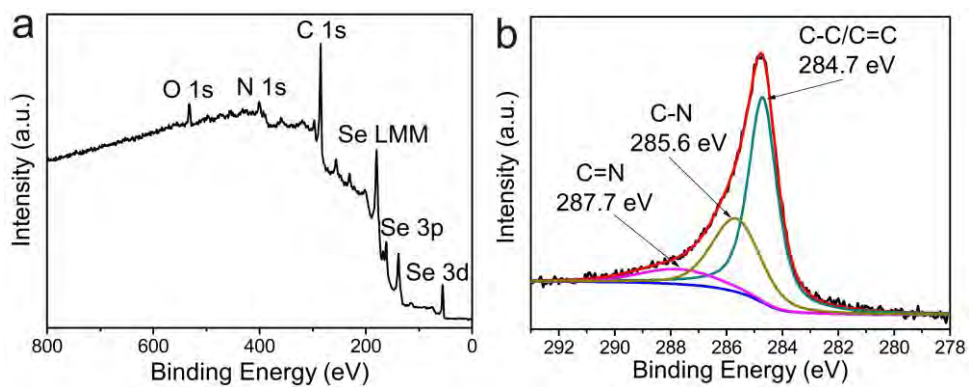 a
C 1s
O 1s
N 1s
Se LMM
Se 3p
Se 3d
Intensity (a.u.)
800
600
400
200
0
Binding Energy (eV)
b
C-C/C=C
284.7 eV
C-N
285.6 eV
C=N
287.7 eV
Intensity (a.u.)
292
290
288
286
284
282
280
278
Binding Energy (eV)